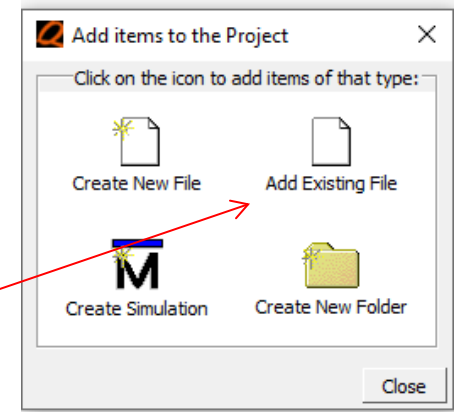 Add items to the Project
Click on the icon to add items of that type:
Create New File
Add Existing File
M
Create Simulation
Create New Folder
Close